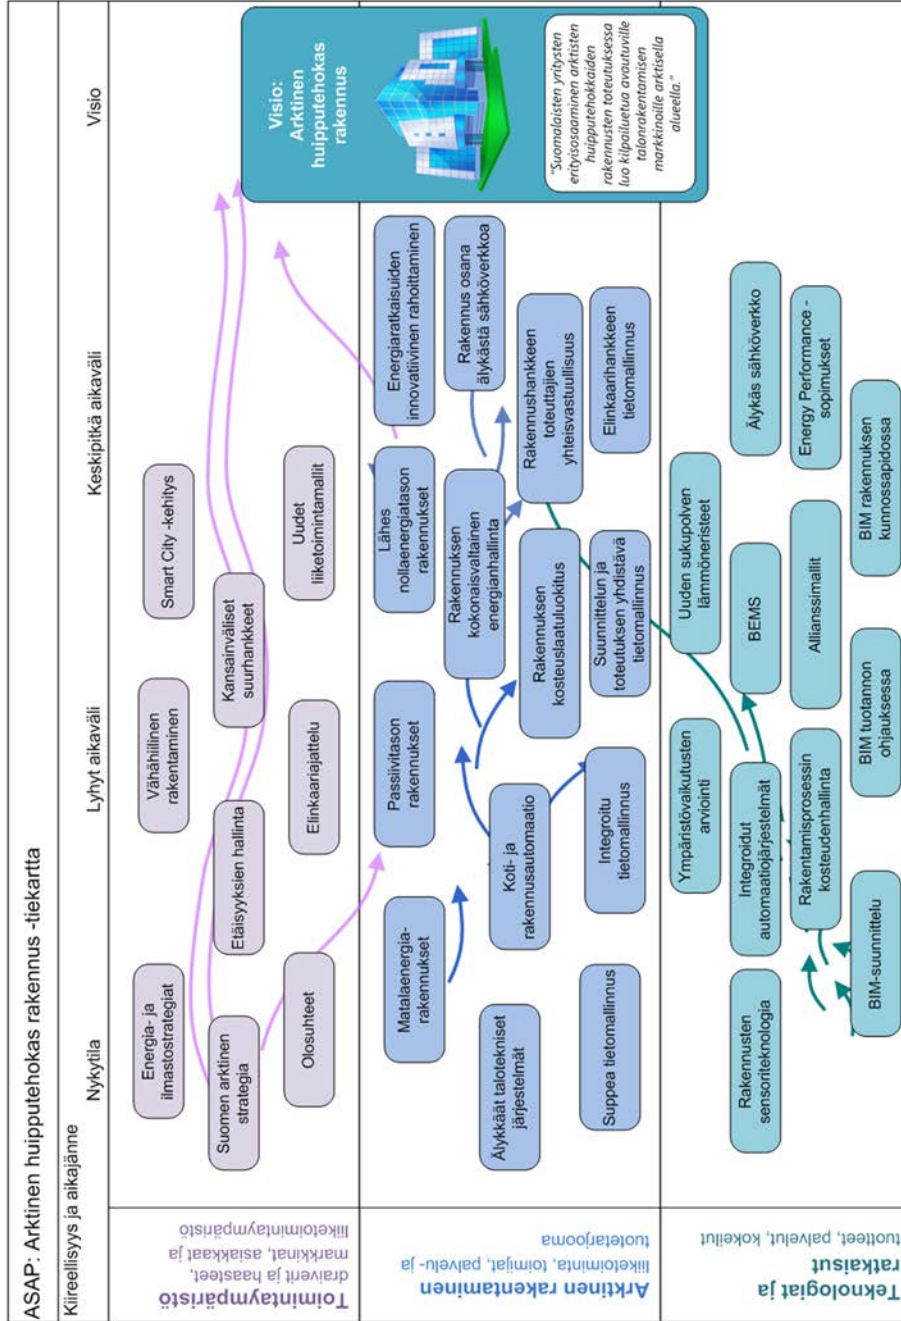 ASAP: Arktinen huipputehokas rakennus -tiekartta
Kiireellisyys ja aikajänne
Nykytila
Lyhyt aikaväli
Keskipitkä aikaväli
Visio
Toimintaympäristö
draiverit ja haasteet,
markkinat, asiakkaat ja
liiketoimintaympäristö
Energia- ja
ilmastostrategiat
Vähähiilinen
rakentaminen
Smart City -kehitys
Suomen arktinen
strategia
Etäisyyksien hallinta
Kansainväliset
suurhankkeet
Olosuhteet
Elinkaariajattelu
Uudet
liiketoimintamallit
Arktinen rakentaminen
liiketoiminta, toimijat, palvelu- ja
tuotetarjooma
Matalaenergia-
rakennukset
Passiivitason
rakennukset
Lähes
nollaenergiatason
rakennukset
Energiaratkaisuiden
innovatiivinen rahoittaminen
Älykkäät talotekniset
järjestelmät
Koti- ja
rakennusautomaatio
Rakennuksen
kokonaisvaltainen
energianhallinta
Rakennus osana
älykästä sähköverkkoa
Rakennuksen
kosteuslaatuluokitus
Rakennushankkeen
toteuttajien
yhteisvastuullisuus
Suppea tietomallinnus
Integroitu
tietomallinnus
Suunnittelun ja
toteutuksen yhdistävä
tietomallinnus
Elinkaarihankkeen
tietomallinnus
Teknologiat ja
ratkaisut
tuotteet, palvelut, kokeilut
Rakennusten
sensoriteknologia
Ympäristövaikutusten
arviointi
Uuden sukupolven
lämmöneristeet
Integroidut
automaatiojärjestelmät
BEMS
Älykäs sähköverkko
Rakentamisprosessin
kosteudenhallinta
Allianssimallit
Energy Performance -
sopimukset
BIM-suunnittelu
BIM tuotannon
ohjauksessa
BIM rakennuksen
kunnossapidossa
Visio:
Arktinen
huipputehokas
rakennus
"Suomalaisten yritysten
erityisosaaminen arktisten
huipputehokkaiden
rakennusten toteutuksessa
luo kilpailuetua avautuville
talonrakentamisen
markkinoille arktisella
alueella."